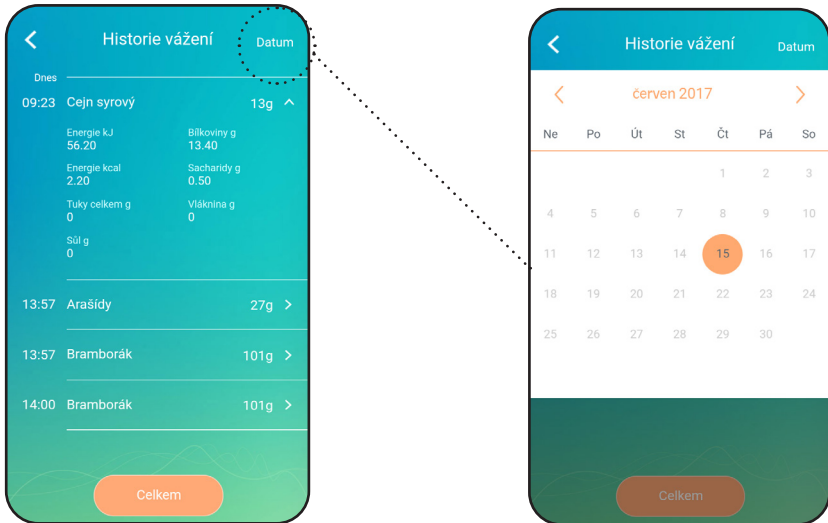 Historie vážení
Datum
Dnes
09:23 Cejn syrový 13g
Energie kJ Bílkoviny g
56.20 13.40
Energie kcal Sacharidy g
2.20 0.50
Tuky celkem g Vláknina g
0 0
Sůl g
0
13:57 Arašídy 27g
13:57 Bramborák 101g
14:00 Bramborák 101g
Celkem
Historie vážení
Datum
červen 2017
Ne Po Út St Čt Pá So
1 2 3
4 5 6 7 8 9 10
11 12 13 14 15 16 17
18 19 20 21 22 23 24
25 26 27 28 29 30
Celkem